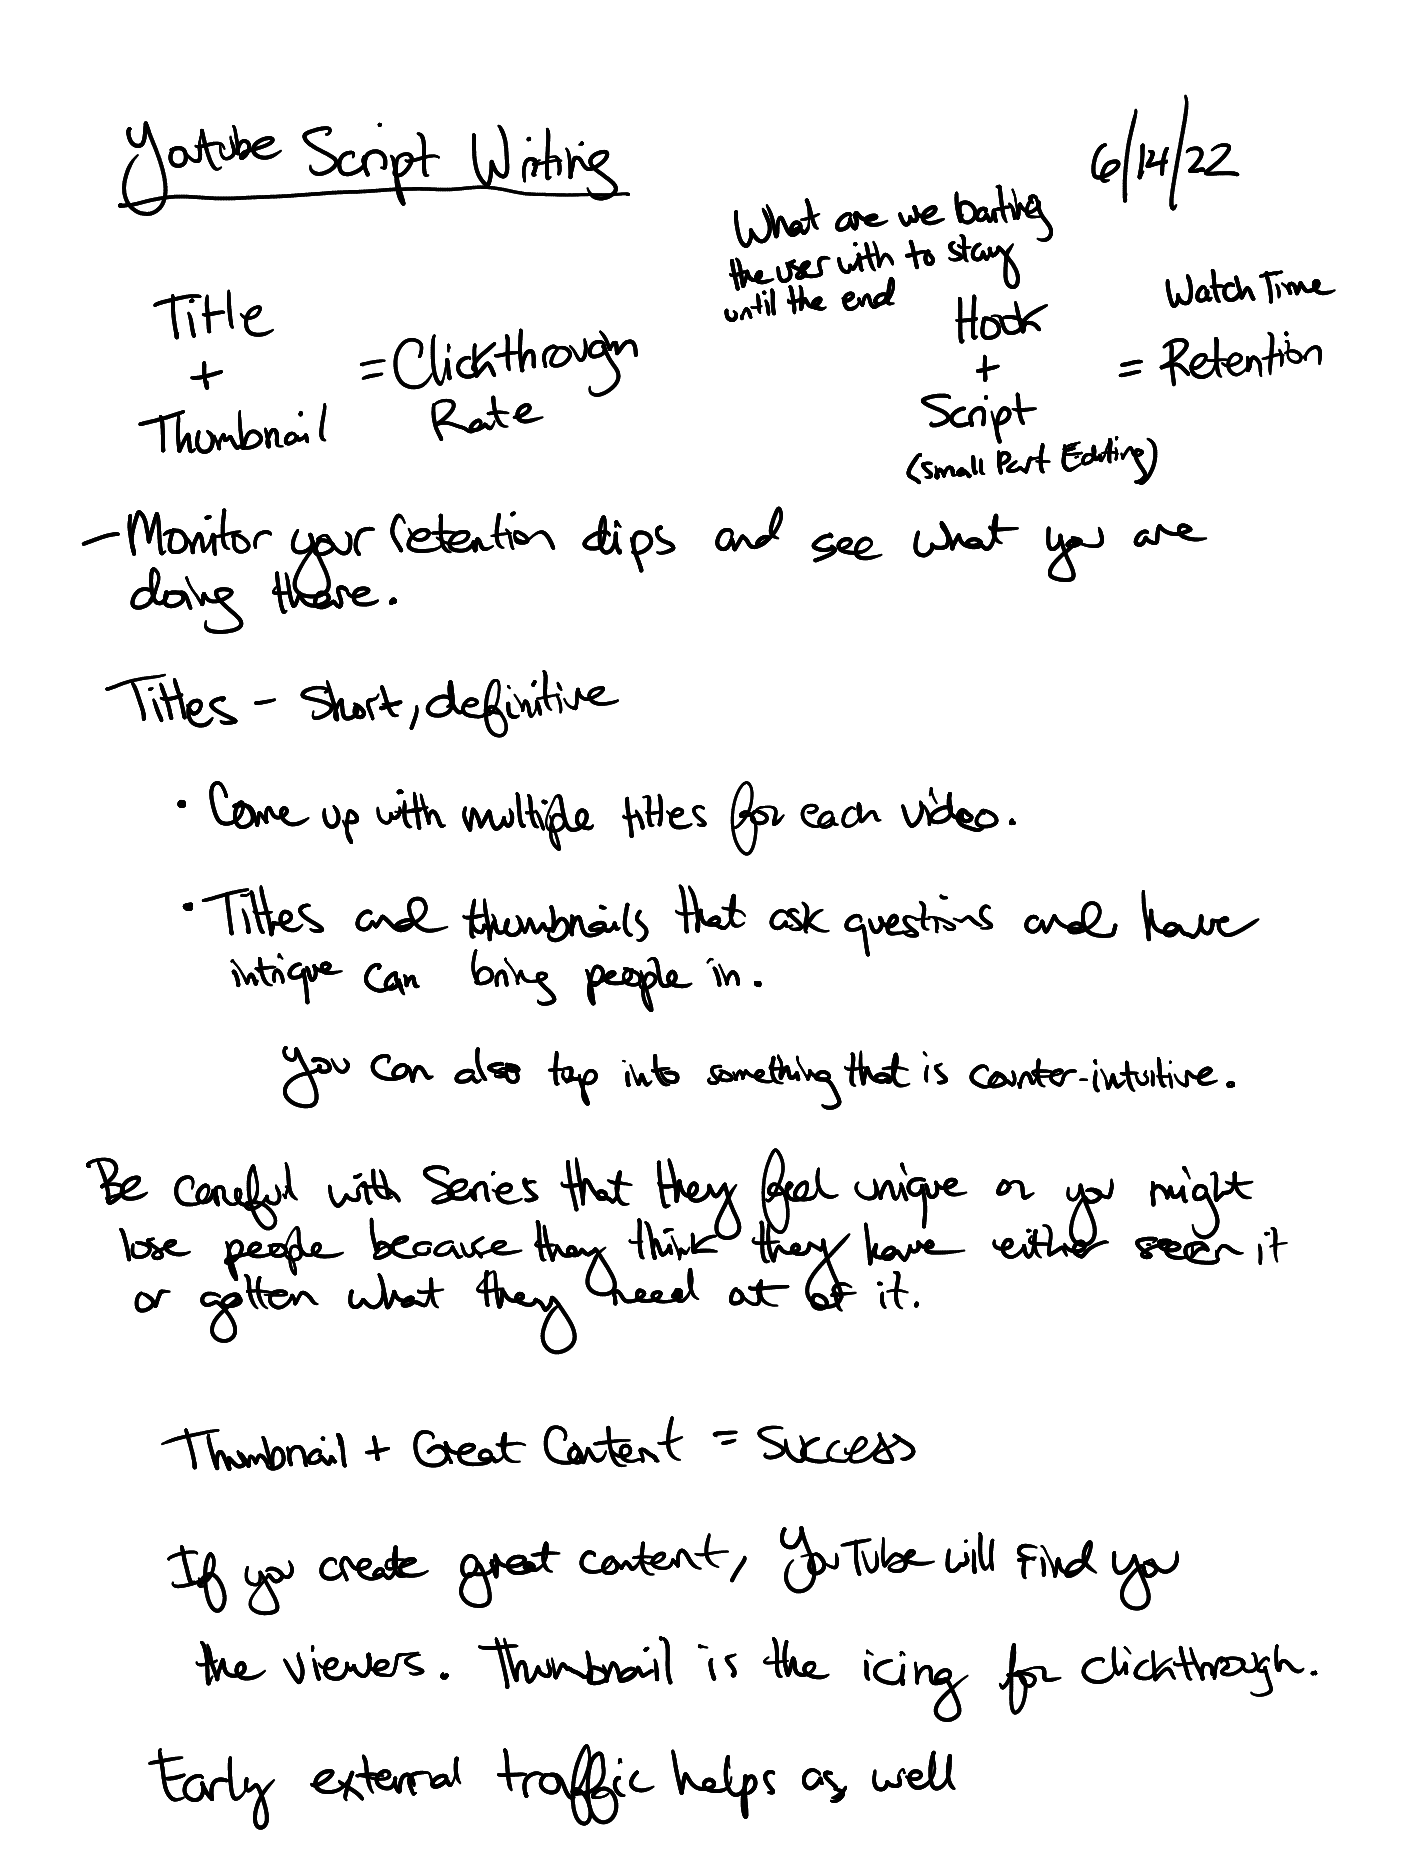 Youtube Script Writing
6/14/22
Title
+
Thumbnail
= Clickthrough
Rate
What are we baiting
the user with to stay
until the end
Hook
+
Script
(small Part Editing)
Watch Time
= Retention
- Monitor your retention dips and see what you are
doing there.
Titles - Short, definitive
• Come up with multiple titles for each video.
• Titles and thumbnails that ask questions and have
intrique can bring people in.
You can also tap into something that is counter-intuitive.
Be careful with Series that they feel unique or you might
lose people because they think they have either seen it
or gotten what they need at of it.
Thumbnail + Great Content = Success
If you create great content, YouTube will find you
the viewers. Thumbnail is the icing for clickthrough.
Early external traffic helps as well